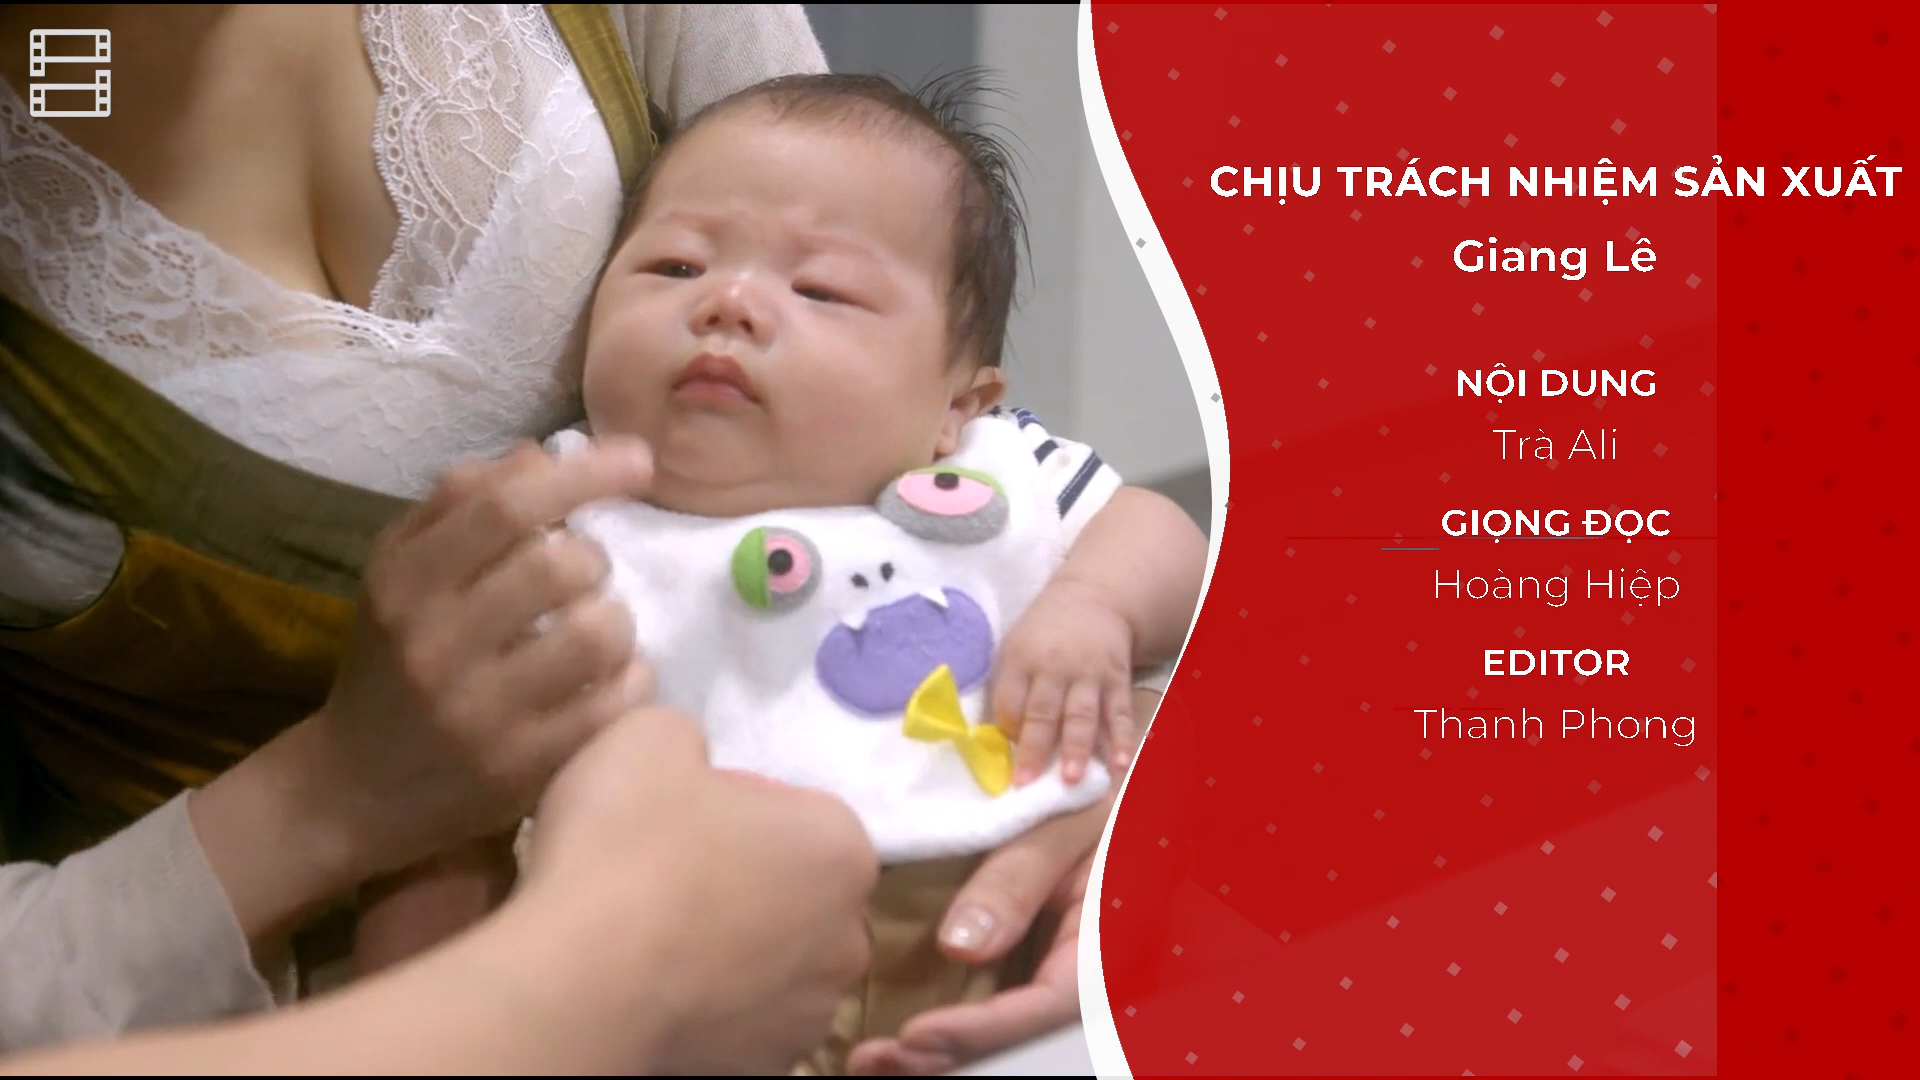 CHỊU TRÁCH NHIỆM SẢN XUẤT
Giang Lê
NỘI DUNG
Trà Ali
GIỌNG ĐỌC
Hoàng Hiệp
EDITOR
Thanh Phong